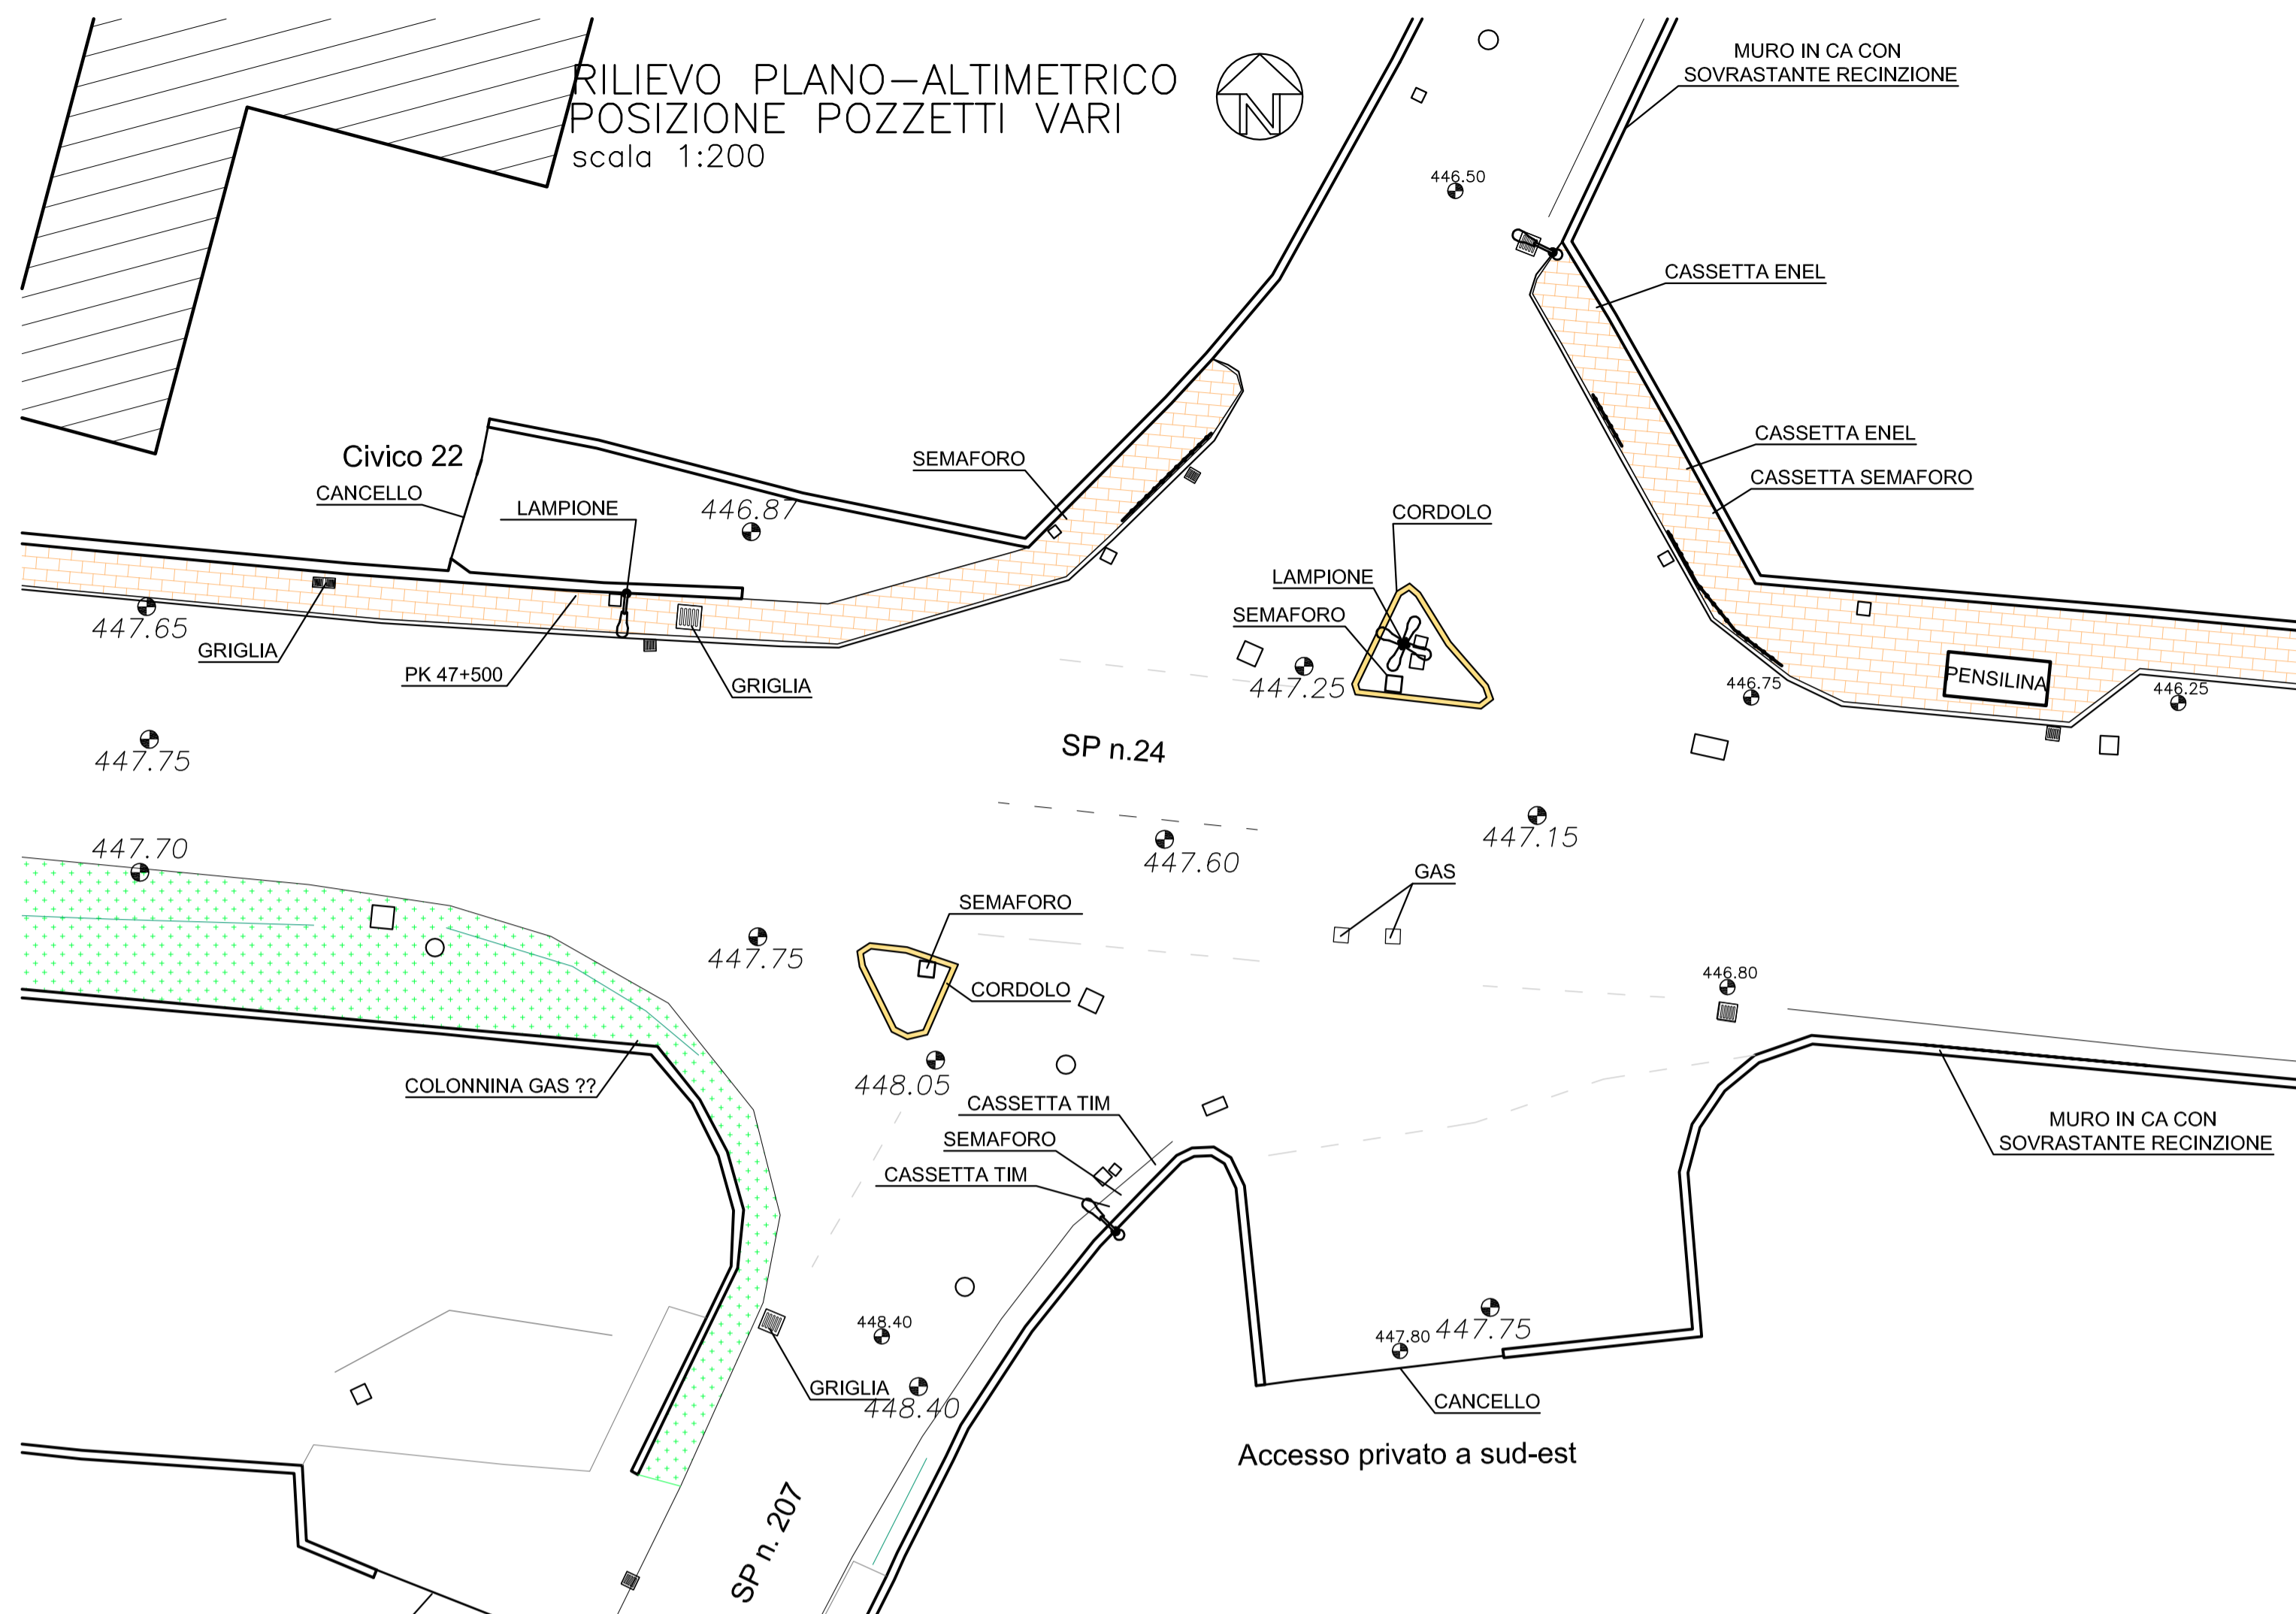 RILIEVO PLANO-ALTIMETRICO
POSIZIONE POZZETTI VARI
scala 1:200
N
MURO IN CA CON
SOVRASTANTE RECINZIONE
446.50
CASSETTA ENEL
CASSETTA ENEL
CASSETTA SEMAFORO
Civico 22
CANCELLO
LAMPIONE
446.87
SEMAFORO
CORDOLO
LAMPIONE
SEMAFORO
447.65
GRIGLIA
PK 47+500
GRIGLIA
447.25
446.75
PENSILINA
446.25
447.75
SP n.24
447.70
447.60
447.15
GAS
SEMAFORO
447.75
CORDOLO
446.80
COLONNINA GAS ??
448.05
CASSETTA TIM
SEMAFORO
CASSETTA TIM
MURO IN CA CON
SOVRASTANTE RECINZIONE
448.40
447.80
447.75
GRIGLIA
448.40
CANCELLO
Accesso privato a sud-est
SP n. 207